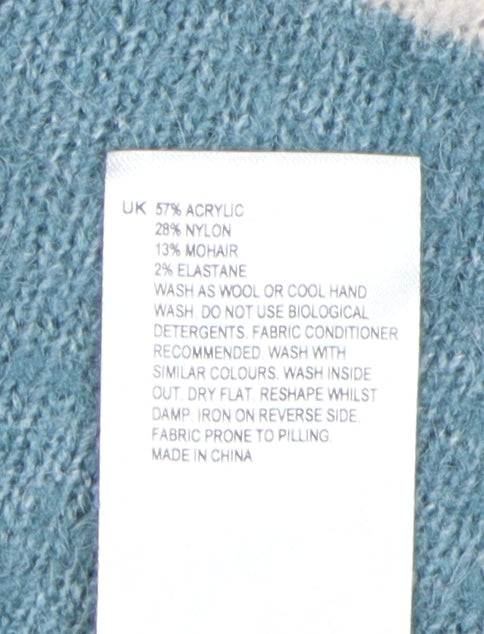 UK 57% ACRYLIC
28% NYLON
13% MOHAIR
2% ELASTANE
WASH AS WOOL OR COOL HAND
WASH. DO NOT USE BIOLOGICAL
DETERGENTS. FABRIC CONDITIONER
RECOMMENDED. WASH WITH
SIMILAR COLOURS. WASH INSIDE
OUT. DRY FLAT. RESHAPE WHILST
DAMP. IRON ON REVERSE SIDE.
FABRIC PRONE TO PILLING.
MADE IN CHINA